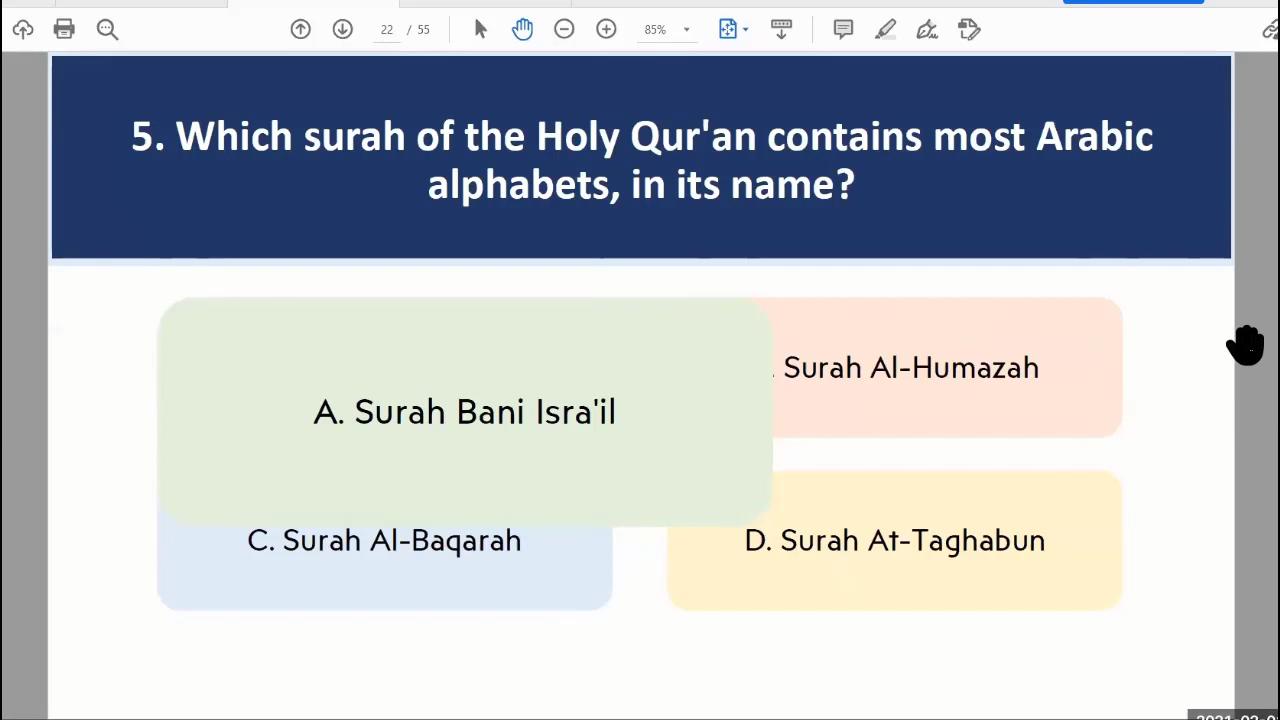 22 / 55
85%
5. Which surah of the Holy Qur'an contains most Arabic
alphabets, in its name?
A. Surah Bani Isra'il
. Surah Al-Humazah
C. Surah Al-Baqarah
D. Surah At-Taghabun